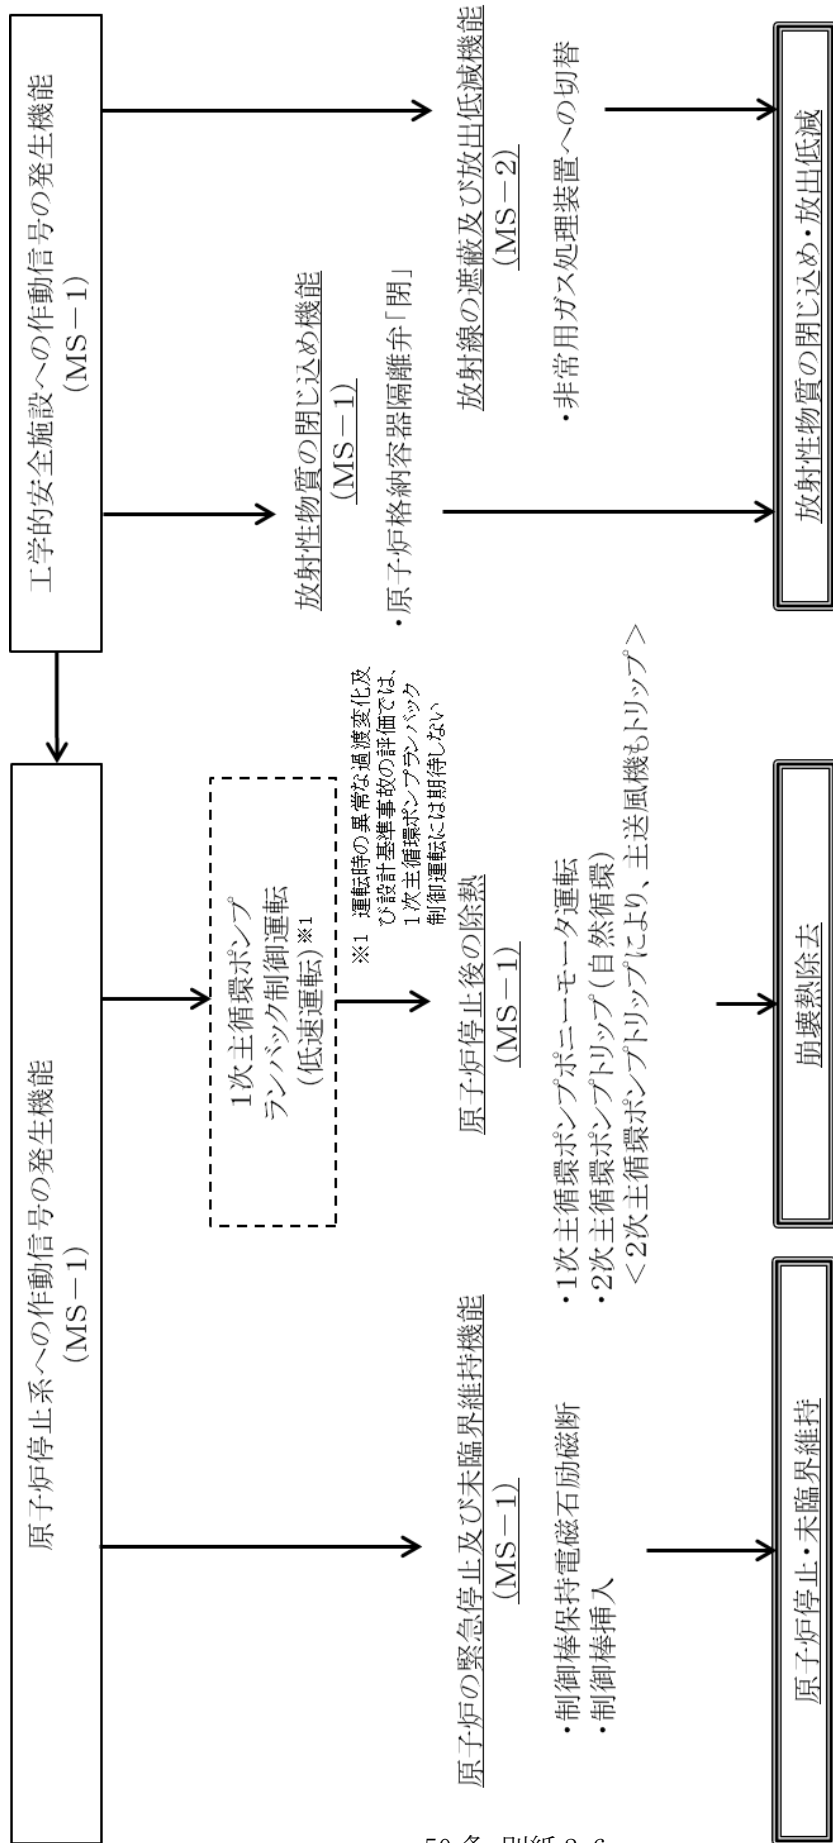 原子炉停止系への作動信号の発生機能
(MS-1)
工学的安全施設への作動信号の発生機能
(MS-1)
1次主循環ポンプ
ランバック制御運転
(低速運転)※1
※1 運転時の異常な過渡変化及
び設計基準事故の評価では、
1次主循環ポンプランバック
制御運転には期待しない
原子炉の緊急停止及び未臨界維持機能
(MS-1)
・制御棒保持電磁石励磁断
・制御棒挿入
原子炉停止後の除熱
(MS-1)
・1次主循環ポンプポニーモータ運転
・2次主循環ポンプトリップ(自然循環)
<2次主循環ポンプトリップにより、主送風機もトリップ>
放射性物質の閉じ込め機能
(MS-1)
・原子炉格納容器隔離弁「閉」
放射線の遮蔽及び放出低減機能
(MS-2)
・非常用ガス処理装置への切替
原子炉停止・未臨界維持
崩壊熱除去
放射性物質の閉じ込め・放出低減